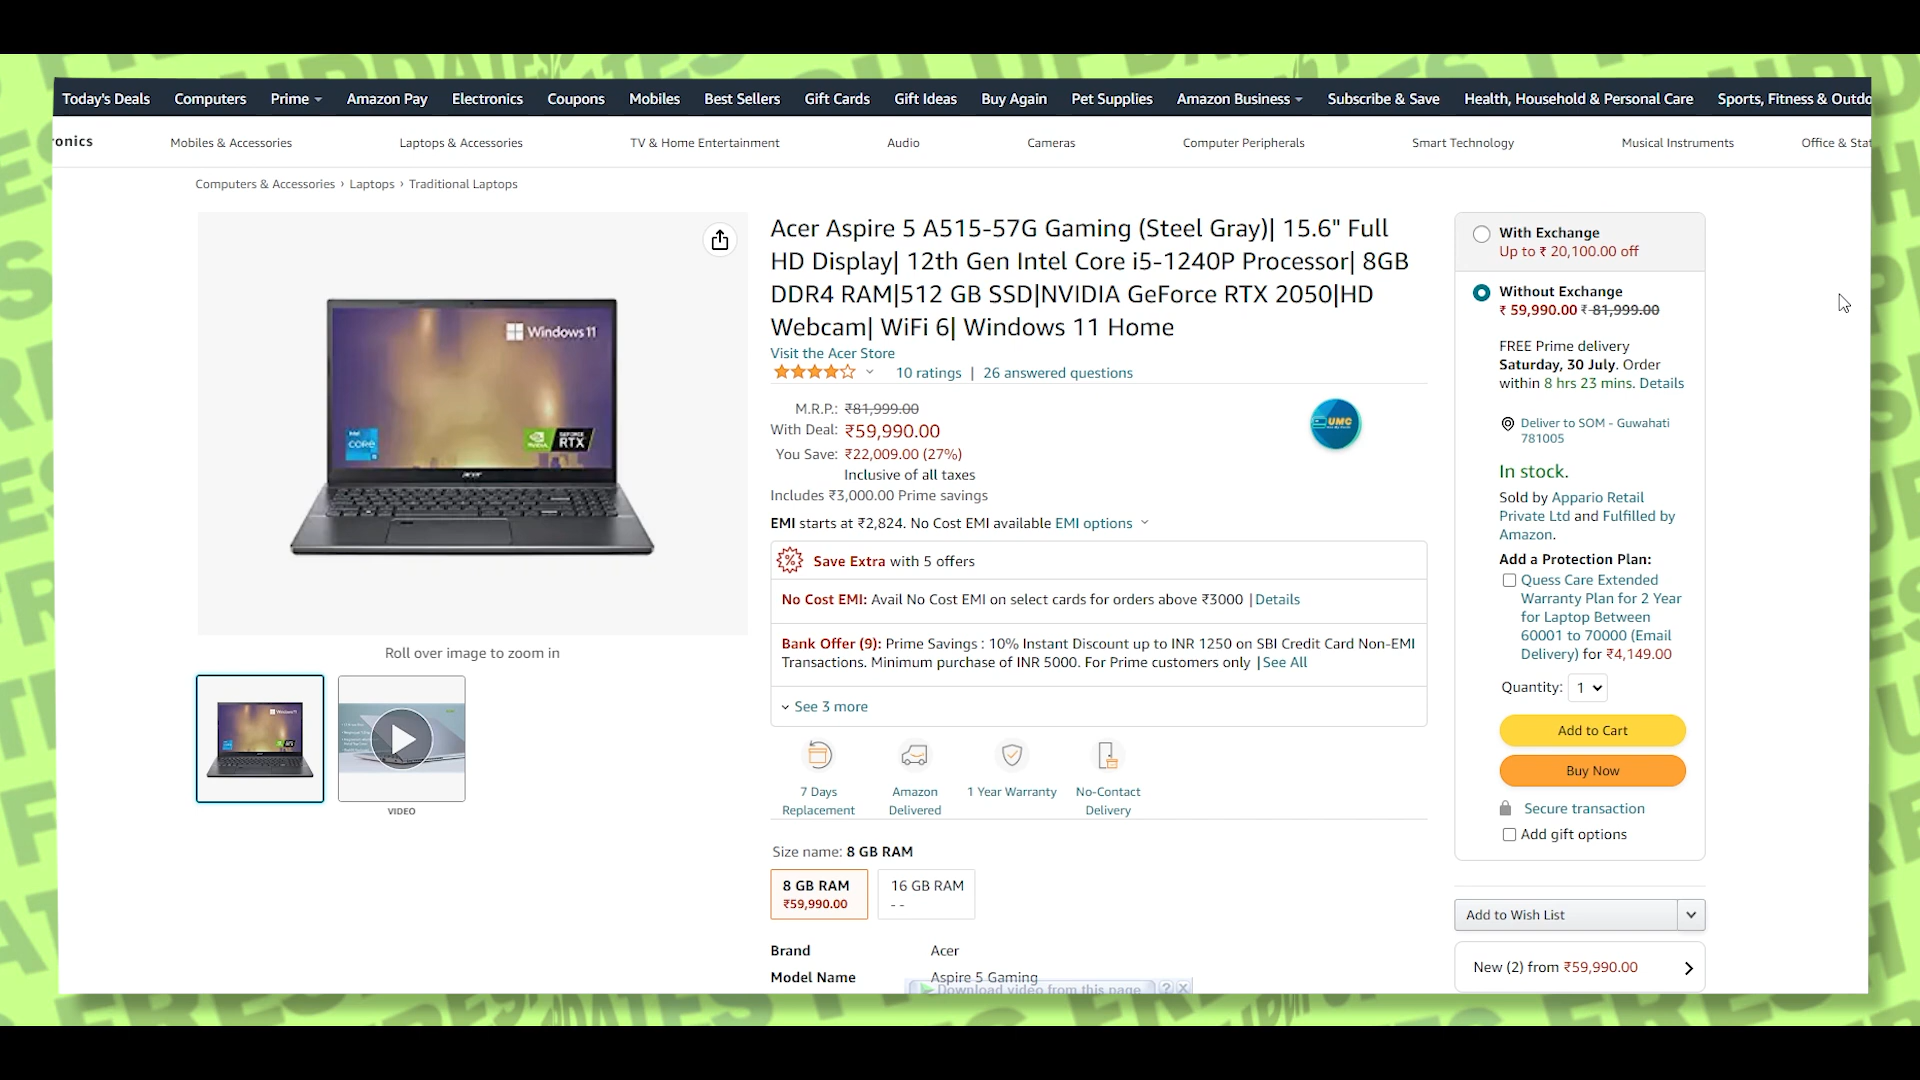 Today's Deals Computers Prime Amazon Pay Electronics Coupons Mobiles Best Sellers Gift Cards Gift Ideas Buy Again Pet Supplies Amazon Business Subscribe & Save Health, Household & Personal Care Sports, Fitness & Outdo
ronics Mobiles & Accessories Laptops & Accessories TV & Home Entertainment Audio Cameras Computer Peripherals Smart Technology Musical Instruments Office & Stat
Computers & Accessories › Laptops › Traditional Laptops
Windows 11
intel
CORE
NVIDIA
GEFORCE
RTX
acer
Roll over image to zoom in
VIDEO
Acer Aspire 5 A515-57G Gaming (Steel Gray)| 15.6" Full
HD Display| 12th Gen Intel Core i5-1240P Processor| 8GB
DDR4 RAM|512 GB SSD|NVIDIA GeForce RTX 2050|HD
Webcam| WiFi 6| Windows 11 Home
Visit the Acer Store
10 ratings | 26 answered questions
M.R.P.: ₹81,999.00
With Deal: ₹59,990.00
You Save: ₹22,009.00 (27%)
Inclusive of all taxes
Includes ₹3,000.00 Prime savings
UMC
EMI starts at ₹2,824. No Cost EMI available EMI options
Save Extra with 5 offers
No Cost EMI: Avail No Cost EMI on select cards for orders above ₹3000 |Details
Bank Offer (9): Prime Savings : 10% Instant Discount up to INR 1250 on SBI Credit Card Non-EMI
Transactions. Minimum purchase of INR 5000. For Prime customers only |See All
See 3 more
7 Days
Replacement
Amazon
Delivered
1 Year Warranty
No-Contact
Delivery
Size name: 8 GB RAM
8 GB RAM
₹59,990.00
16 GB RAM
- -
Brand Acer
Model Name Aspire 5 Gaming
Download video from this page ? X
With Exchange
Up to ₹ 20,100.00 off
Without Exchange
₹ 59,990.00 ₹ 81,999.00
FREE Prime delivery
Saturday, 30 July. Order
within 8 hrs 23 mins. Details
Deliver to SOM - Guwahati
781005
In stock.
Sold by Appario Retail
Private Ltd and Fulfilled by
Amazon.
Add a Protection Plan:
Quess Care Extended
Warranty Plan for 2 Year
for Laptop Between
60001 to 70000 (Email
Delivery) for ₹4,149.00
Quantity: 1
Add to Cart
Buy Now
Secure transaction
Add gift options
Add to Wish List
New (2) from ₹59,990.00